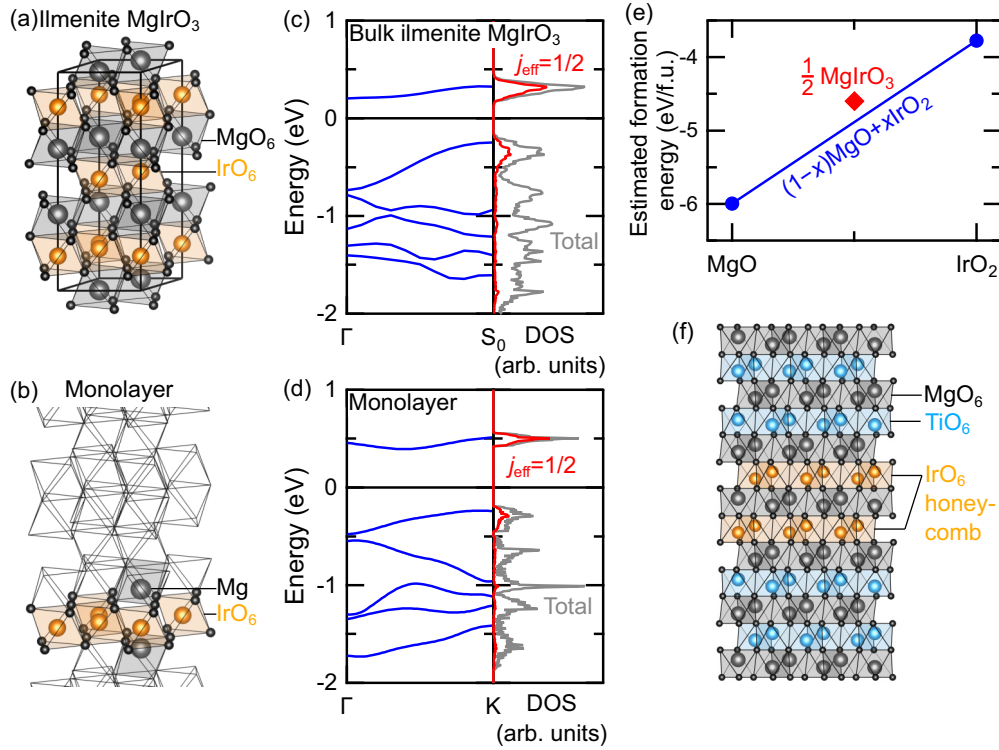 (a)Ilmenite MgIrO3
MgO6
IrO6
(b)
Monolayer
Mg
IrO6
(c)
Bulk ilmenite MgIrO3
jeff=1/2
Total
Energy (eV)
1
0
-1
-2
Γ
S0
DOS
(arb. units)
(d)
Monolayer
jeff=1/2
Total
Energy (eV)
1
0
-1
-2
Γ
K
DOS
(arb. units)
(e)
Estimated formation
energy (eV/f.u.)
-4
-5
-6
1/2 MgIrO3
(1−x)MgO+xIrO2
MgO
IrO2
(f)
MgO6
TiO6
IrO6
honey-
comb